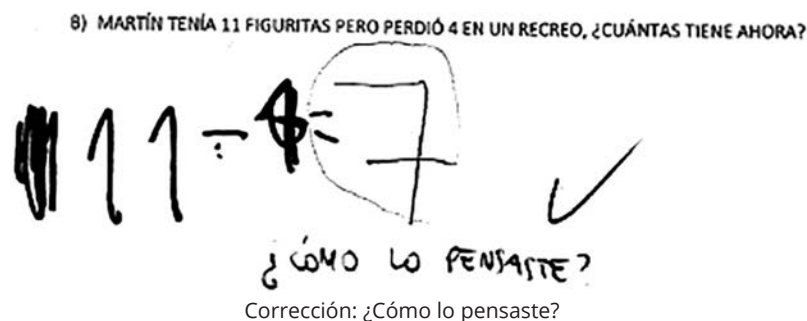 8) MARTÍN TENÍA 11 FIGURITAS PERO PERDIÓ 4 EN UN RECREO, ¿CUÁNTAS TIENE AHORA?
11 - 4 = 7
¿CÓMO LO PENSASTE?
Corrección: ¿Cómo lo pensaste?